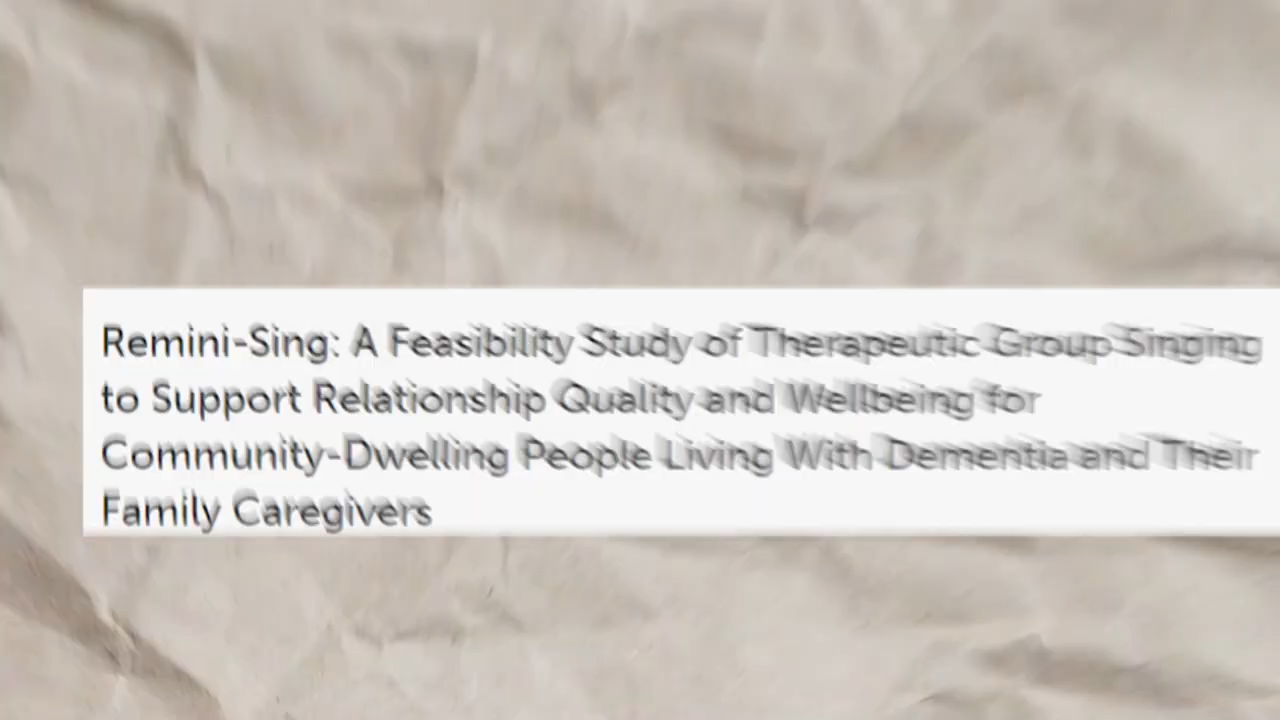 Remini-Sing: A Feasibility Study of Therapeutic Group Singing
to Support Relationship Quality and Wellbeing for
Community-Dwelling People Living With Dementia and Their
Family Caregivers